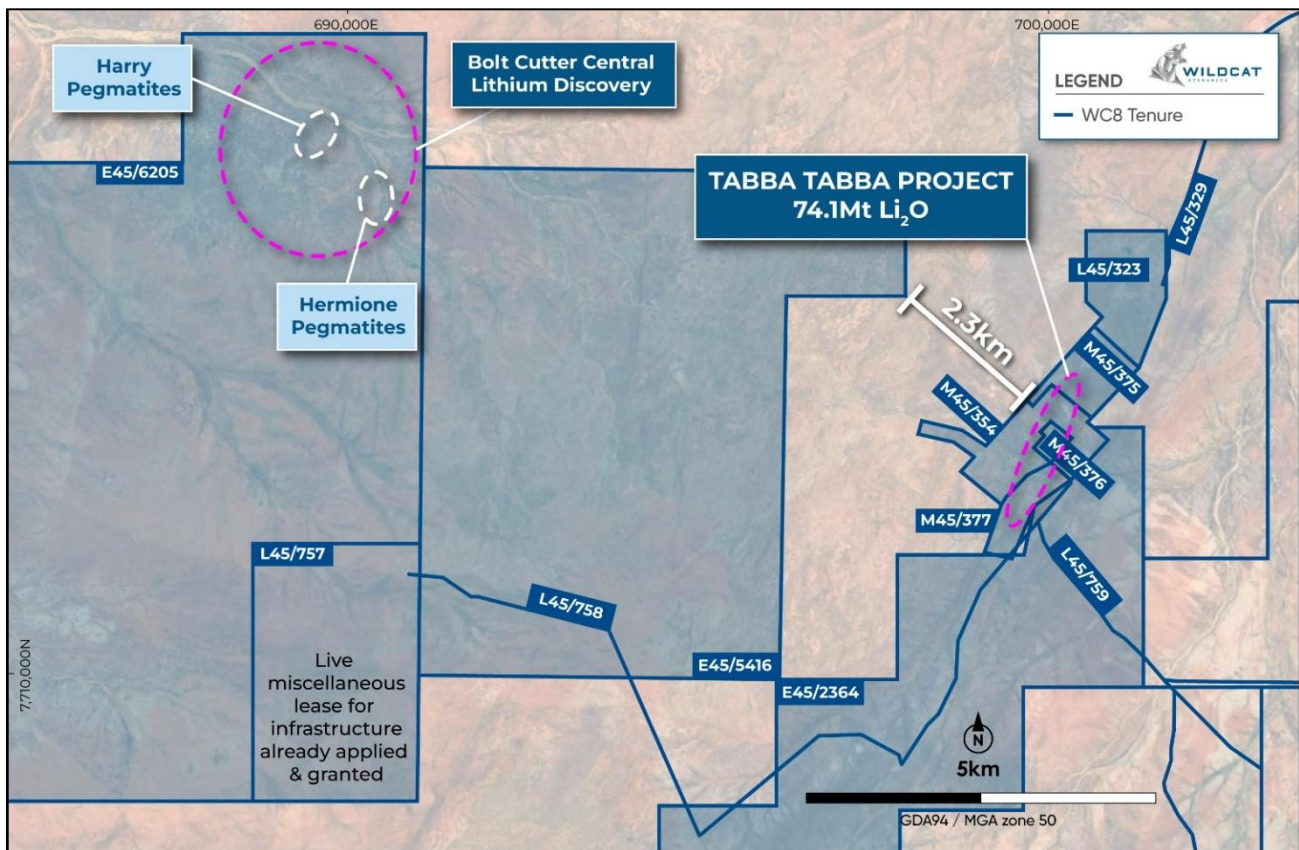 690,000E
700,000E
Harry
Pegmatites
Bolt Cutter Central
Lithium Discovery
LEGEND
WILDCAT
RESOURCES
WC8 Tenure
E45/6205
TABBA TABBA PROJECT
74.1Mt Li₂O
L45/329
L45/323
Hermione
Pegmatites
2.3km
M45/375
M45/354
M45/376
M45/377
L45/757
L45/758
L45/759
E45/5416
E45/2364
7,710,000N
Live
miscellaneous
lease for
infrastructure
already applied
& granted
N
5km
GDA94 / MGA zone 50